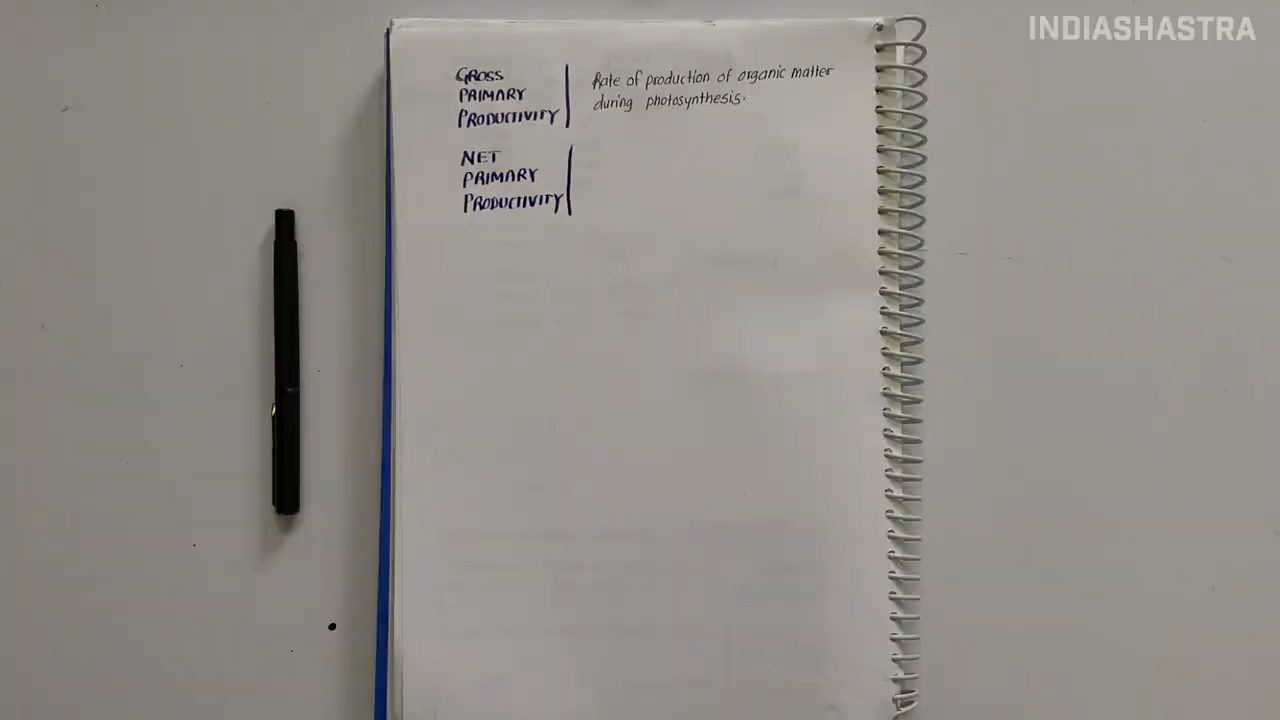 INDIASHASTRA
GROSS
PRIMARY
PRODUCTIVITY
Rate of production of organic matter
during photosynthesis.
NET
PRIMARY
PRODUCTIVITY